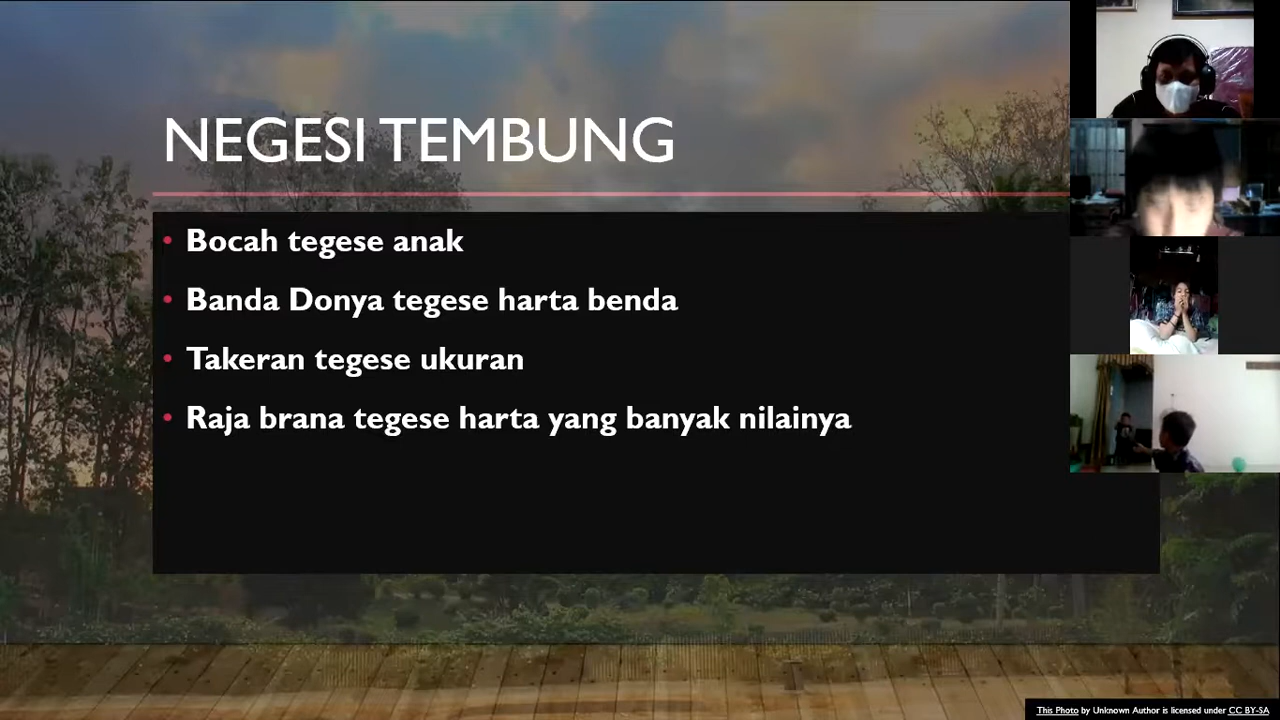 NEGESI TEMBUNG
• Bocah tegese anak
• Banda Donya tegese harta benda
• Takeran tegese ukuran
• Raja brana tegese harta yang banyak nilainya
This Photo by Unknown Author is licensed under CC BY-SA